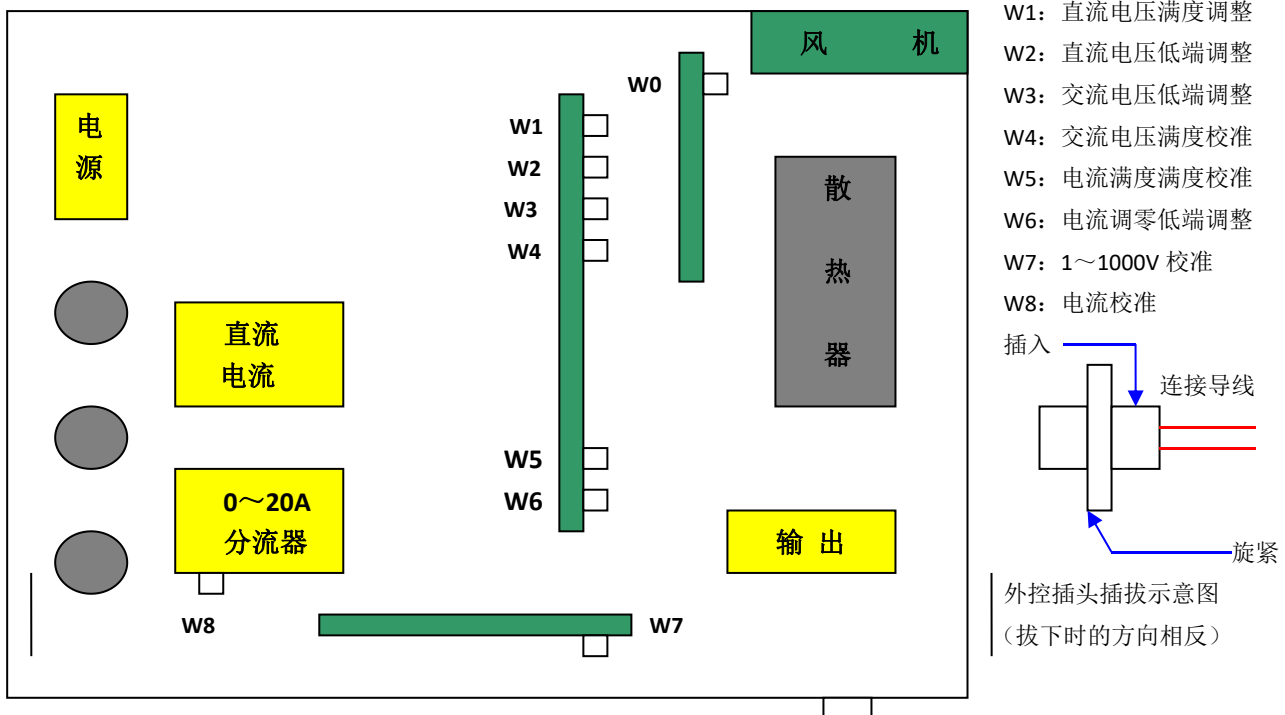 风 机
W0
电
源
W1
W2
W3
W4
散
热
器
直流
电流
W5
W6
0～20A
分流器
输 出
W8
W7
W1：直流电压满度调整
W2：直流电压低端调整
W3：交流电压低端调整
W4：交流电压满度校准
W5：电流满度满度校准
W6：电流调零低端调整
W7：1～1000V 校准
W8：电流校准
插入
连接导线
旋紧
外控插头插拔示意图
（拔下时的方向相反）